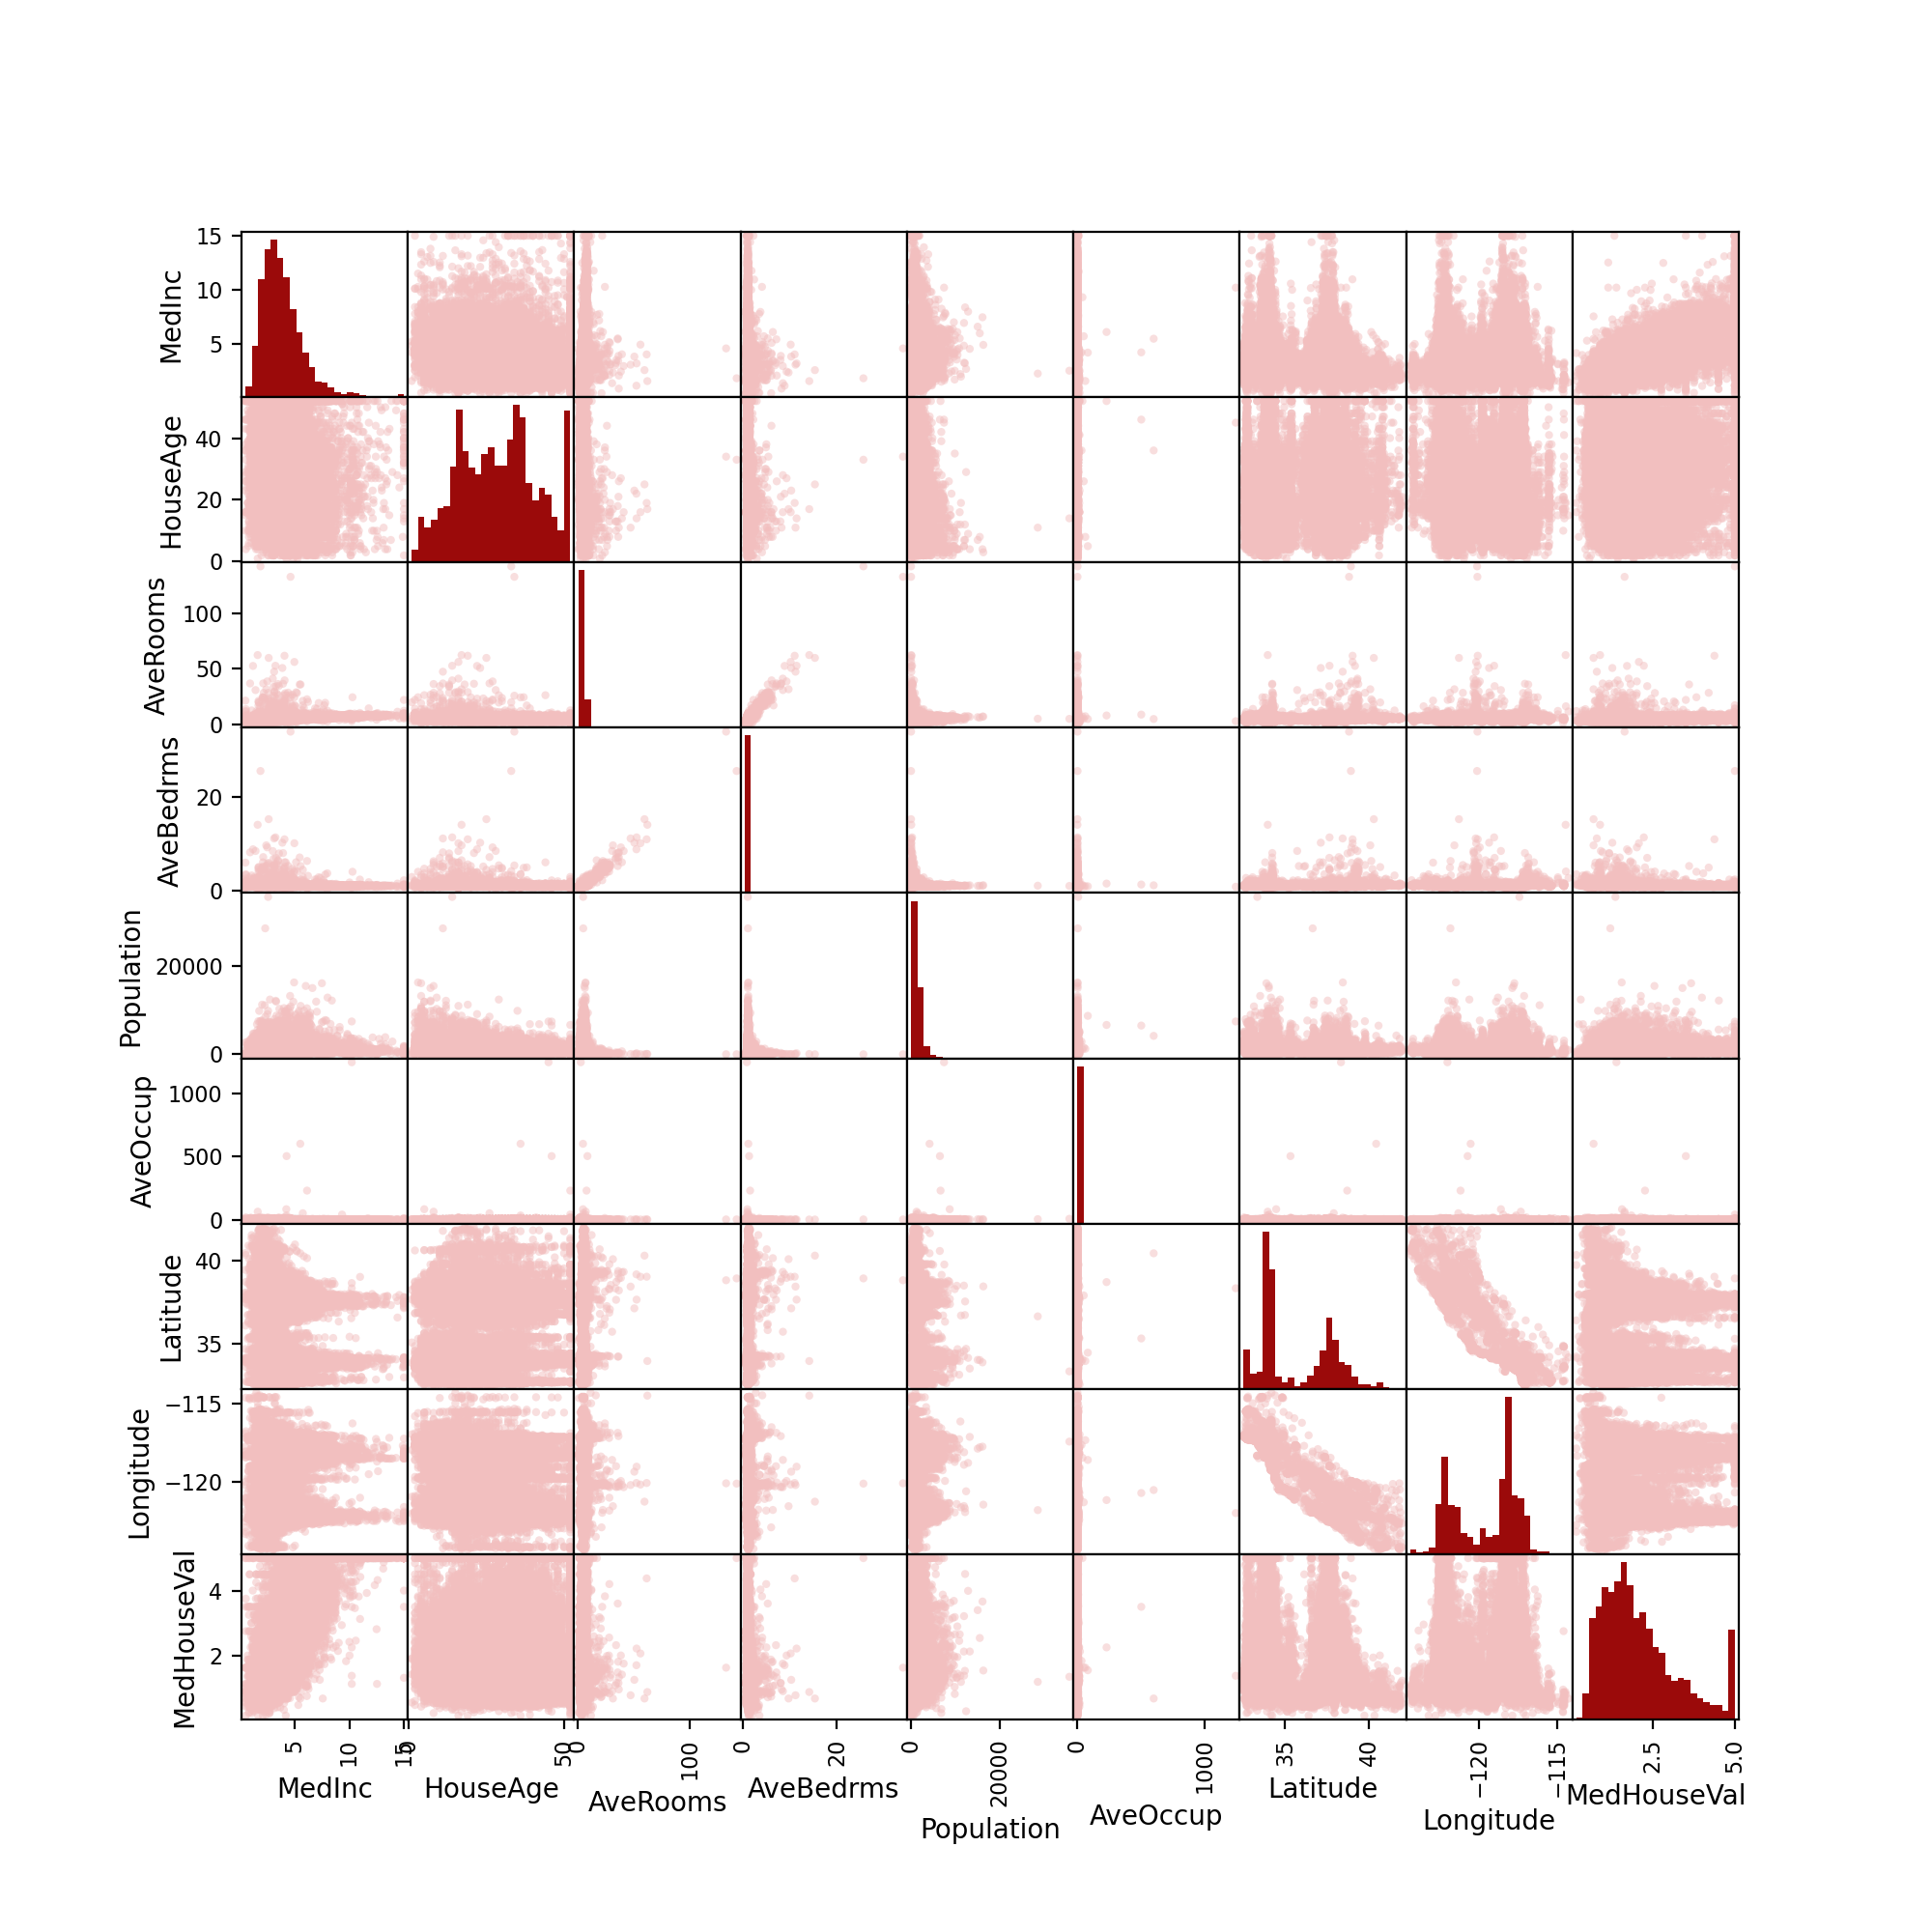 15
10
5
MedInc
40
20
0
HouseAge
100
50
0
AveRooms
20
0
AveBedrms
20000
0
Population
1000
500
0
AveOccup
40
35
Latitude
−115
−120
Longitude
4
2
MedHouseVal
5 10 15
0 50
0 100
0 20
0 20000
0 1000
35 40
−120 −115
2.5 5.0
MedInc
HouseAge
AveRooms
AveBedrms
Population
AveOccup
Latitude
Longitude
MedHouseVal